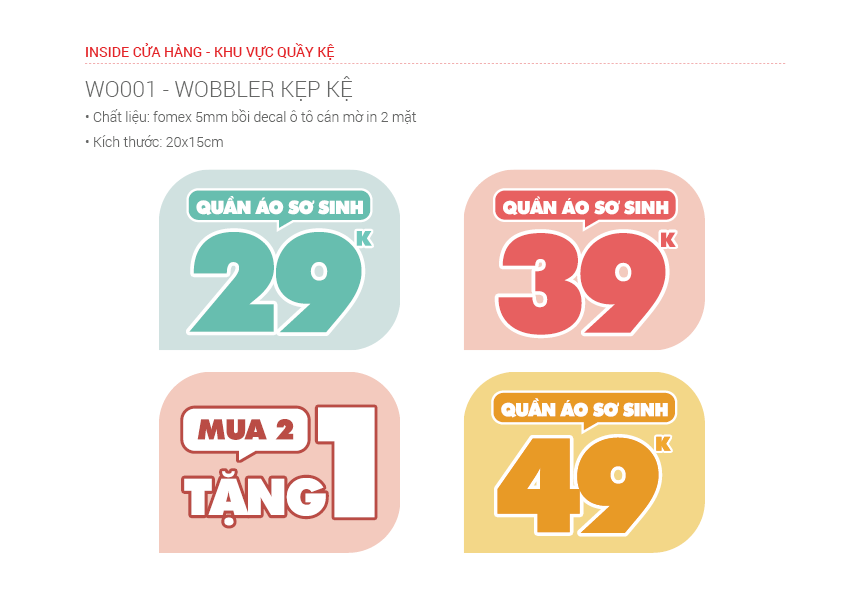 INSIDE CỬA HÀNG - KHU VỰC QUẦY KỆ
WO001 - WOBBLER KẸP KỆ
• Chất liệu: fomex 5mm bồi decal ô tô cán mờ in 2 mặt
• Kích thước: 20x15cm
QUẦN ÁO SƠ SINH
29K
QUẦN ÁO SƠ SINH
39K
MUA 2
TẶNG 1
QUẦN ÁO SƠ SINH
49K